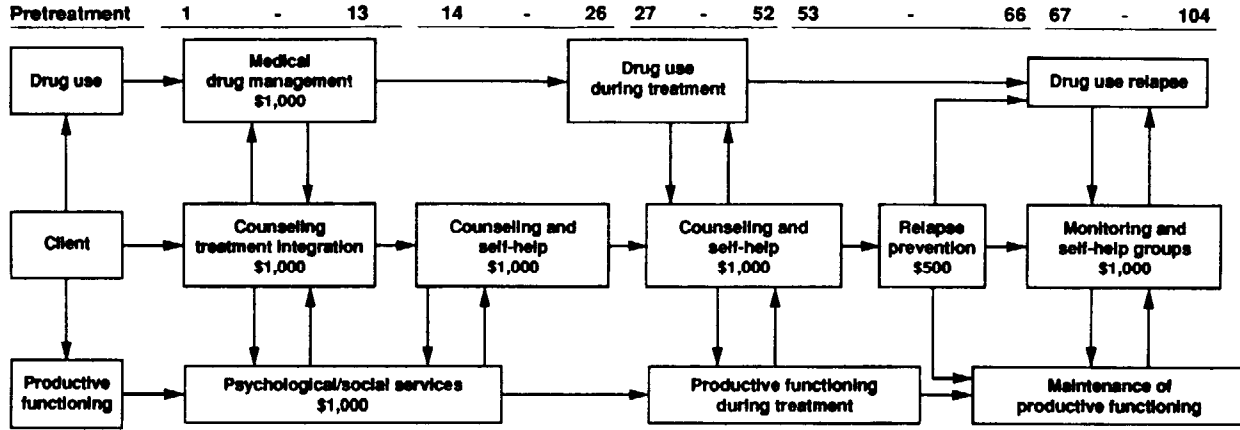 Pretreatment 1 - 13 14 - 26 27 - 52 53 - 66 67 - 104
Drug use
Medical
drug management
$1,000
Drug use
during treatment
Drug use relapse
Client
Counseling
treatment integration
$1,000
Counseling and
self-help
$1,000
Counseling and
self-help
$1,000
Relapse
prevention
$500
Monitoring and
self-help groups
$1,000
Productive
functioning
Psychological/social services
$1,000
Productive functioning
during treatment
Maintenance of
productive functioning